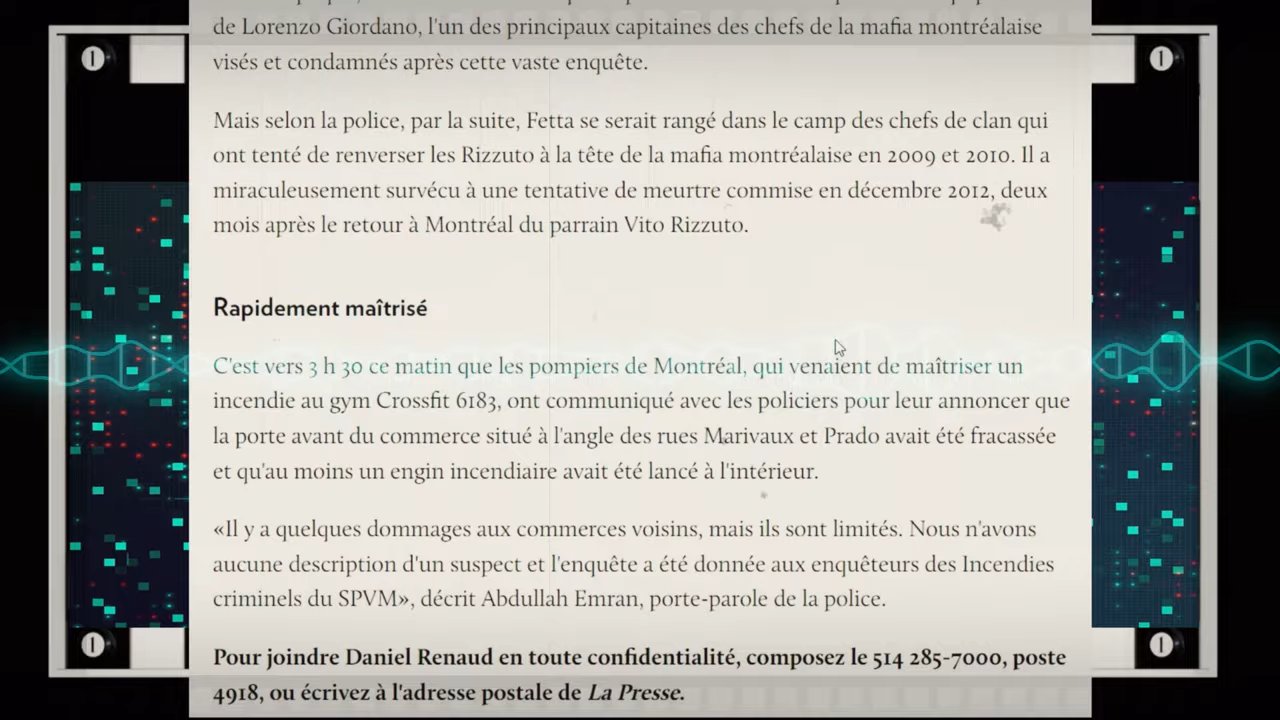 de Lorenzo Giordano, l'un des principaux capitaines des chefs de la mafia montréalaise
visés et condamnés après cette vaste enquête.
Mais selon la police, par la suite, Fetta se serait rangé dans le camp des chefs de clan qui
ont tenté de renverser les Rizzuto à la tête de la mafia montréalaise en 2009 et 2010. Il a
miraculeusement survécu à une tentative de meurtre commise en décembre 2012, deux
mois après le retour à Montréal du parrain Vito Rizzuto.
Rapidement maîtrisé
C'est vers 3 h 30 ce matin que les pompiers de Montréal, qui venaient de maîtriser un
incendie au gym Crossfit 6183, ont communiqué avec les policiers pour leur annoncer que
la porte avant du commerce situé à l'angle des rues Marivaux et Prado avait été fracassée
et qu'au moins un engin incendiaire avait été lancé à l'intérieur.
«Il y a quelques dommages aux commerces voisins, mais ils sont limités. Nous n'avons
aucune description d'un suspect et l'enquête a été donnée aux enquêteurs des Incendies
criminels du SPVM», décrit Abdullah Emran, porte-parole de la police.
Pour joindre Daniel Renaud en toute confidentialité, composez le 514 285-7000, poste
4918, ou écrivez à l'adresse postale de La Presse.